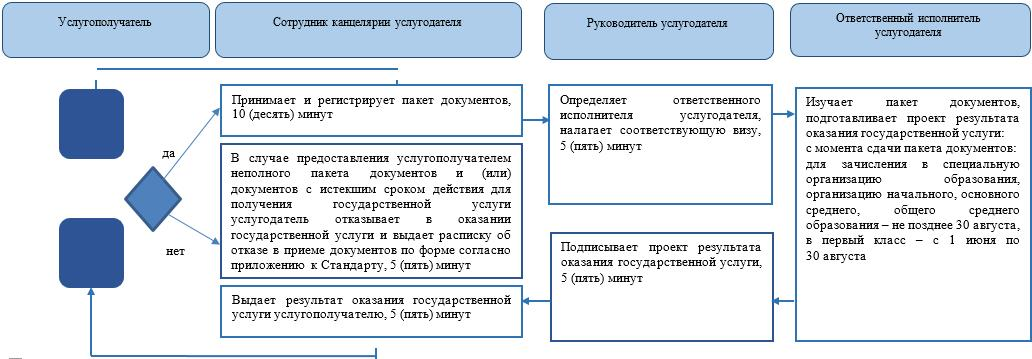 Услугополучатель
Сотрудник канцелярии услугодателя
Руководитель услугодателя
Ответственный исполнитель
услугодателя
Принимает и регистрирует пакет документов,
10 (десять) минут
да
В случае предоставления услугополучателем
неполного пакета документов и (или)
документов с истекшим сроком действия для
получения государственной услуги
услугодатель отказывает в оказании
государственной услуги и выдает расписку об
отказе в приеме документов по форме согласно
приложению к Стандарту, 5 (пять) минут
нет
Выдает результат оказания государственной
услуги услугополучателю, 5 (пять) минут
Определяет ответственного
исполнителя услугодателя,
налагает соответствующую визу,
5 (пять) минут
Подписывает проект результата
оказания государственной услуги,
5 (пять) минут
Изучает пакет документов,
подготавливает проект результата
оказания государственной услуги:
с момента сдачи пакета документов:
для зачисления в специальную
организацию образования,
организацию начального, основного
среднего, общего среднего
образования – не позднее 30 августа,
в первый класс – с 1 июня по
30 августа